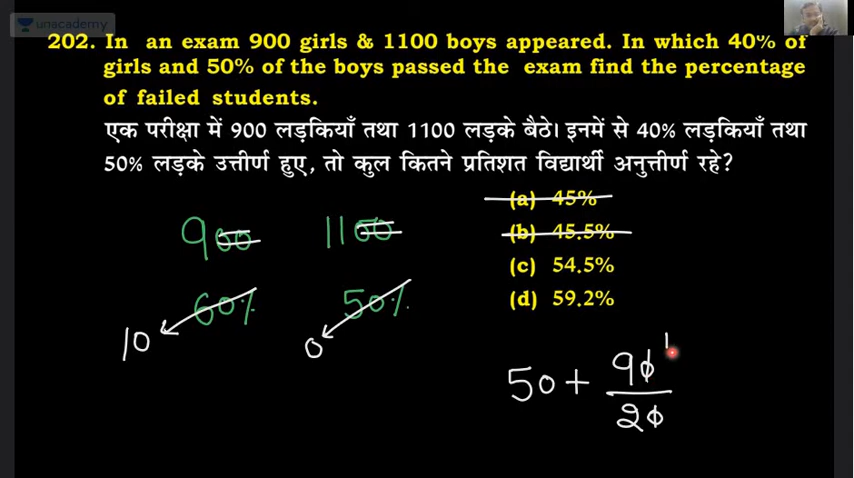 unacademy
202. In an exam 900 girls & 1100 boys appeared. In which 40% of
girls and 50% of the boys passed the exam find the percentage
of failed students.
एक परीक्षा में 900 लड़कियाँ तथा 1100 लड़के बैठे। इनमें से 40% लड़कियाँ तथा
50% लड़के उत्तीर्ण हुए, तो कुल कितने प्रतिशत विद्यार्थी अनुत्तीर्ण रहे?
(a) 45%
(b) 45.5%
(c) 54.5%
(d) 59.2%
900 1100
60% 50%
10 0
50 + 90/20